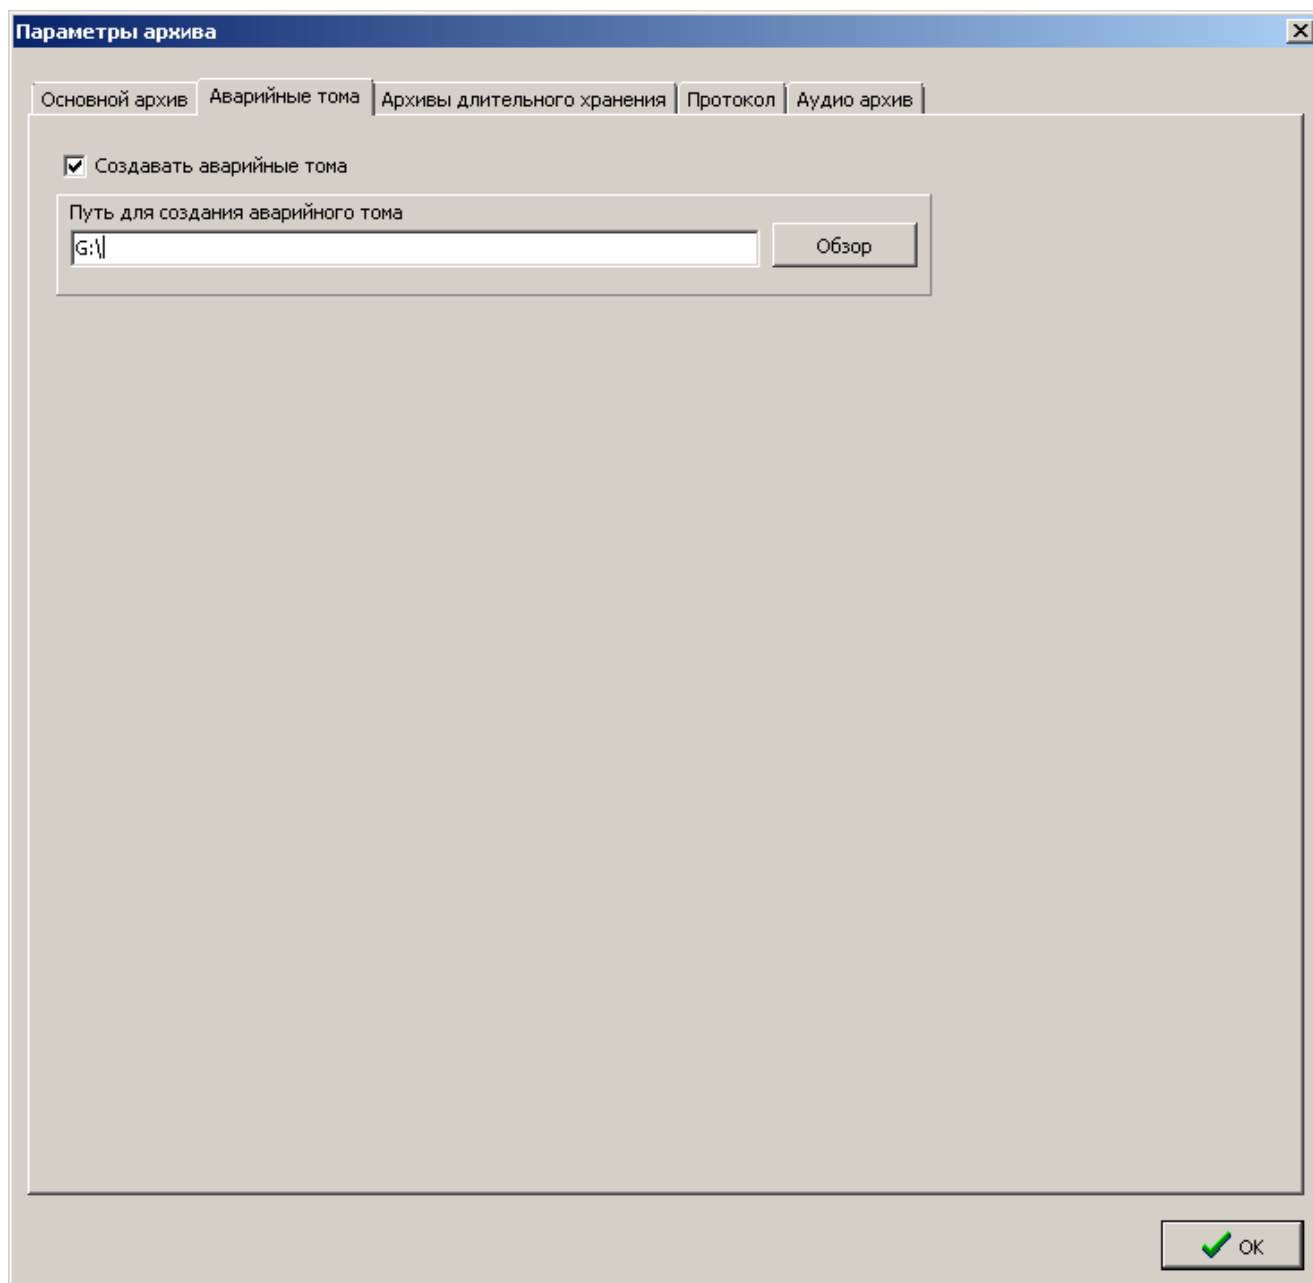 Параметры архива
Основной архив Аварийные тома Архивы длительного хранения Протокол Аудио архив
Создавать аварийные тома
Путь для создания аварийного тома
G:\
Обзор
OK